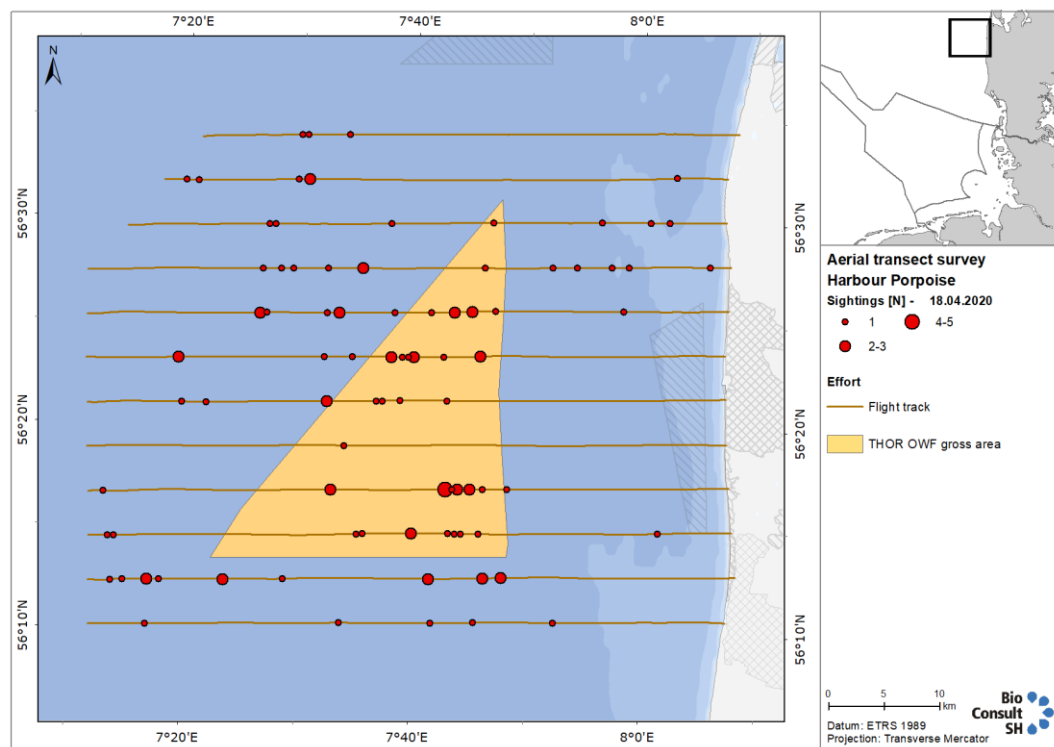 7°20'E 7°40'E 8°0'E
N
56°30'N
56°20'N
56°10'N
56°30'N
56°20'N
56°10'N
7°20'E 7°40'E 8°0'E
Aerial transect survey
Harbour Porpoise
Sightings [N] - 18.04.2020
1 4-5
2-3
Effort
Flight track
THOR OWF gross area
0 5 10
km
Datum: ETRS 1989
Projection: Transverse Mercator
Bio
Consult
SH